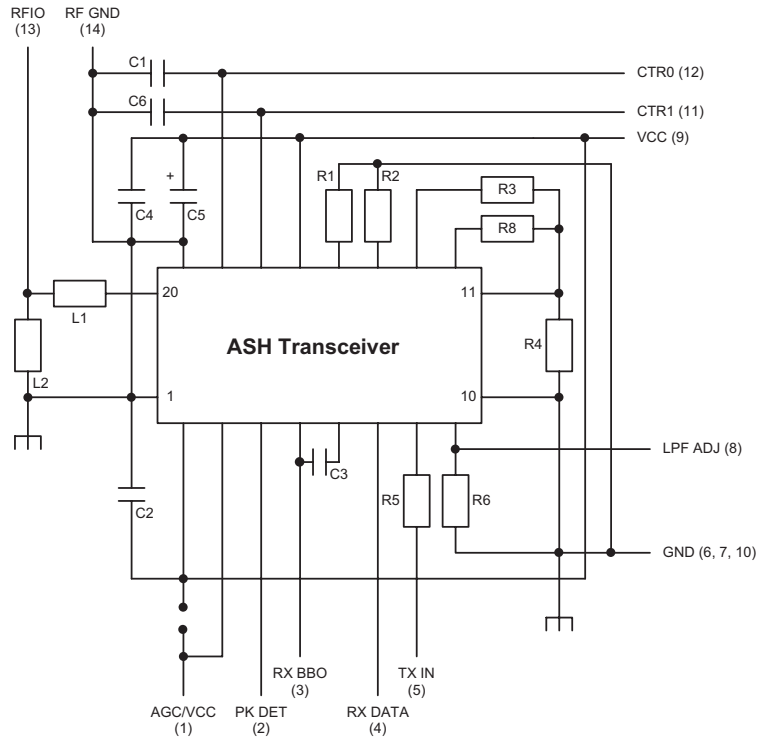 RFIO
(13)
RF GND
(14)
C1
CTR0 (12)
C6
CTR1 (11)
VCC (9)
+
C4
C5
R1
R2
R3
R8
20
11
L1
ASH Transceiver
R4
L2
1
10
C2
C3
R5
R6
LPF ADJ (8)
GND (6, 7, 10)
RX BBO
(3)
TX IN
(5)
AGC/VCC
(1)
PK DET
(2)
RX DATA
(4)